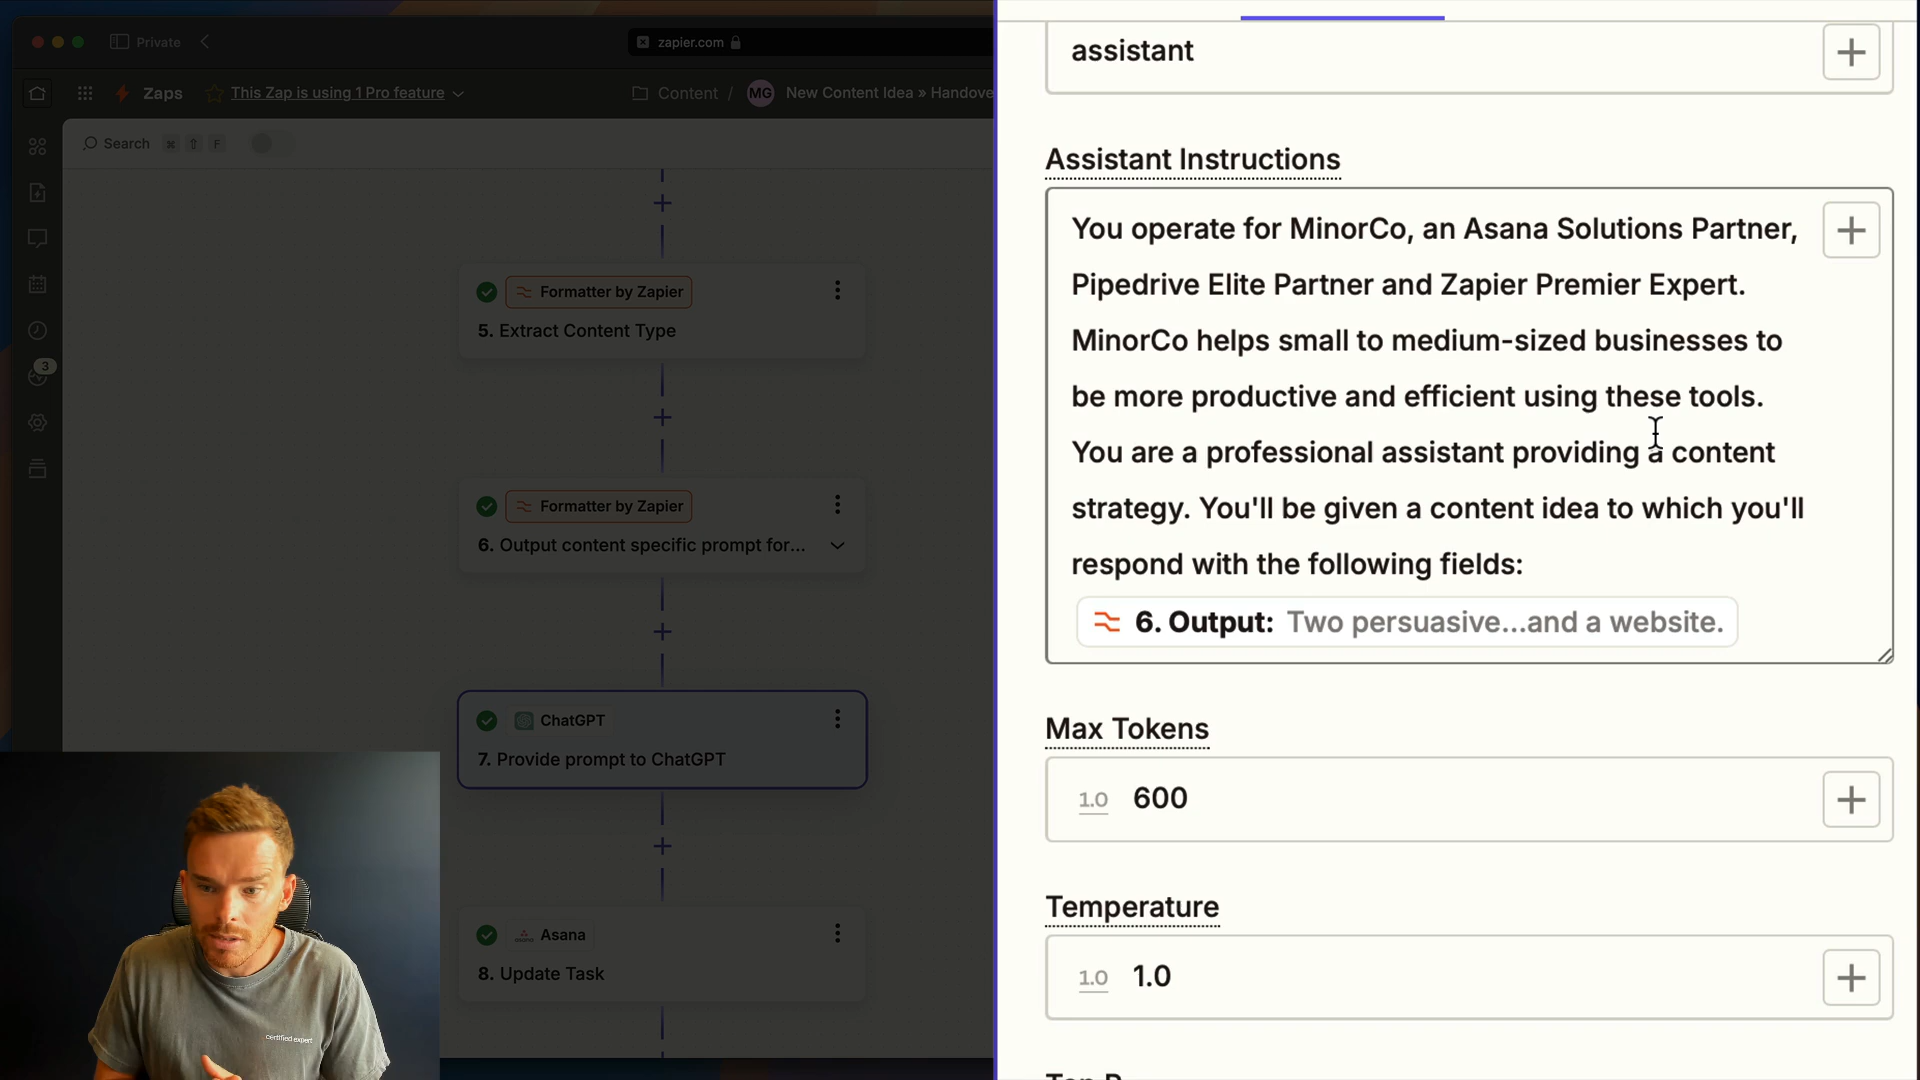 Private
zapier.com
Zaps
This Zap is using 1 Pro feature
Content / MG New Content Idea » Handove
Search ⌘ ⇧ F
3
Formatter by Zapier
5. Extract Content Type
Formatter by Zapier
6. Output content specific prompt for...
ChatGPT
7. Provide prompt to ChatGPT
Asana
8. Update Task
certified expert
assistant
Assistant Instructions
You operate for MinorCo, an Asana Solutions Partner,
Pipedrive Elite Partner and Zapier Premier Expert.
MinorCo helps small to medium-sized businesses to
be more productive and efficient using these tools.
You are a professional assistant providing a content
strategy. You'll be given a content idea to which you'll
respond with the following fields:
6. Output: Two persuasive...and a website.
Max Tokens
1.0 600
Temperature
1.0 1.0